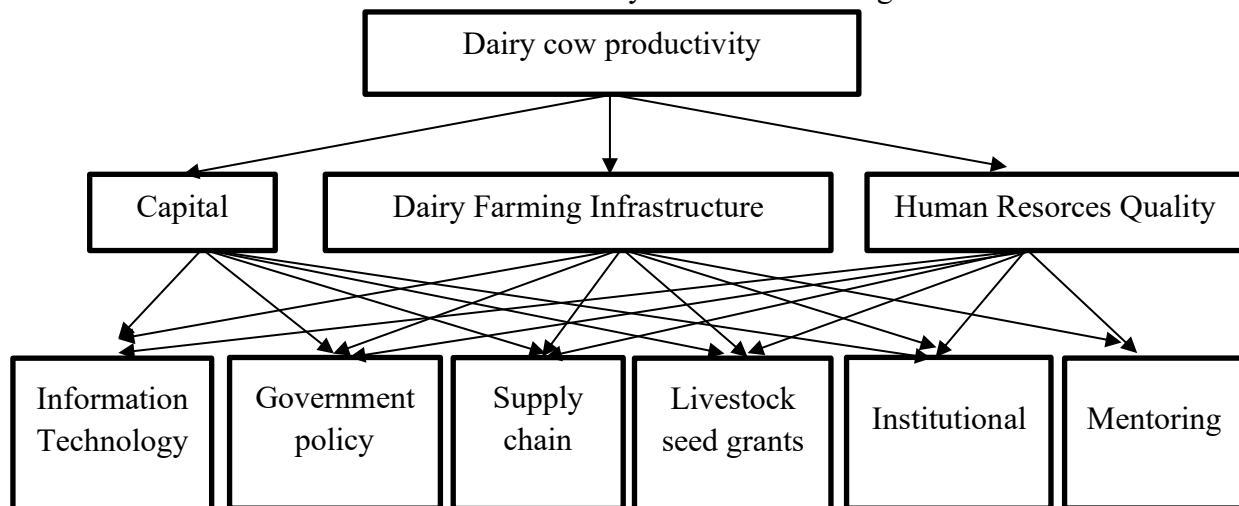 Dairy cow productivity
Capital
Dairy Farming Infrastructure
Human Resorces Quality
Information
Technology
Government
policy
Supply
chain
Livestock
seed grants
Institutional
Mentoring